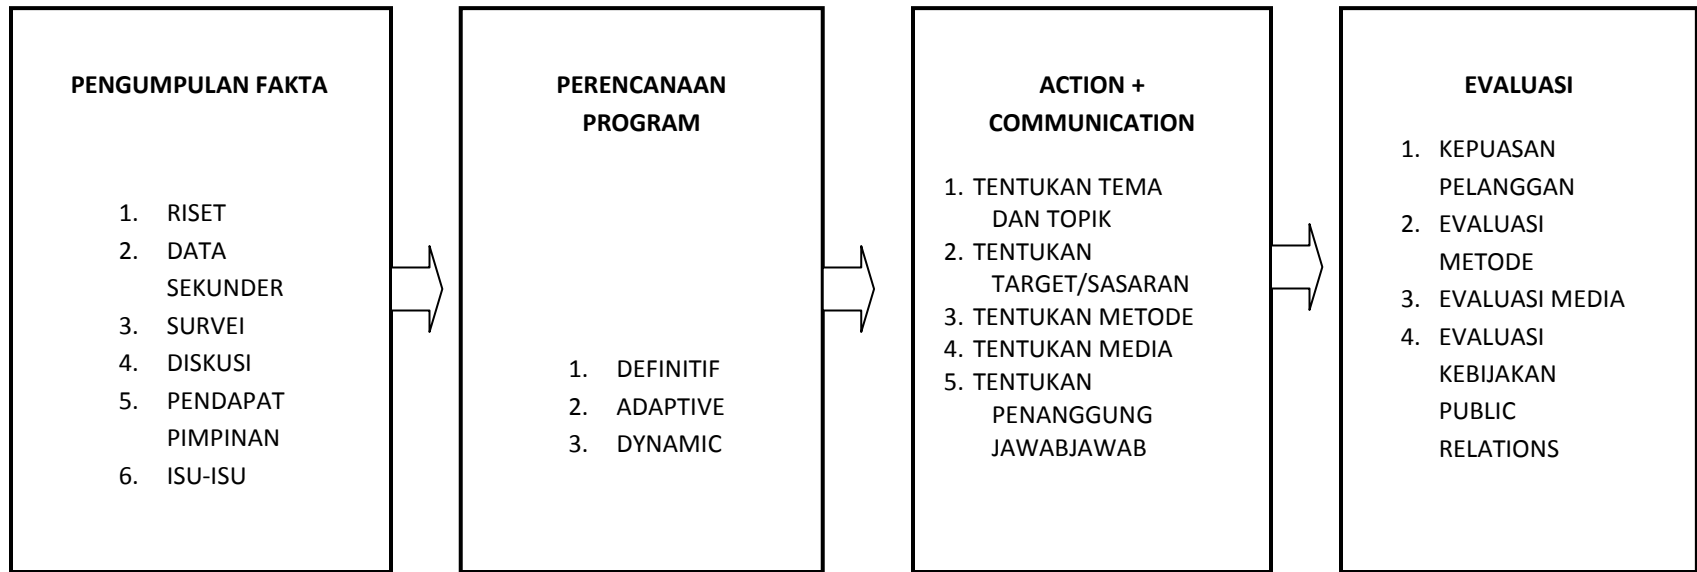 PENGUMPULAN FAKTA
1. RISET
2. DATA
SEKUNDER
3. SURVEI
4. DISKUSI
5. PENDAPAT
PIMPINAN
6. ISU-ISU
PERENCANAAN
PROGRAM
1. DEFINITIF
2. ADAPTIVE
3. DYNAMIC
ACTION +
COMMUNICATION
1. TENTUKAN TEMA
DAN TOPIK
2. TENTUKAN
TARGET/SASARAN
3. TENTUKAN METODE
4. TENTUKAN MEDIA
5. TENTUKAN
PENANGGUNG
JAWABJAWAB
EVALUASI
1. KEPUASAN
PELANGGAN
2. EVALUASI
METODE
3. EVALUASI MEDIA
4. EVALUASI
KEBIJAKAN
PUBLIC
RELATIONS